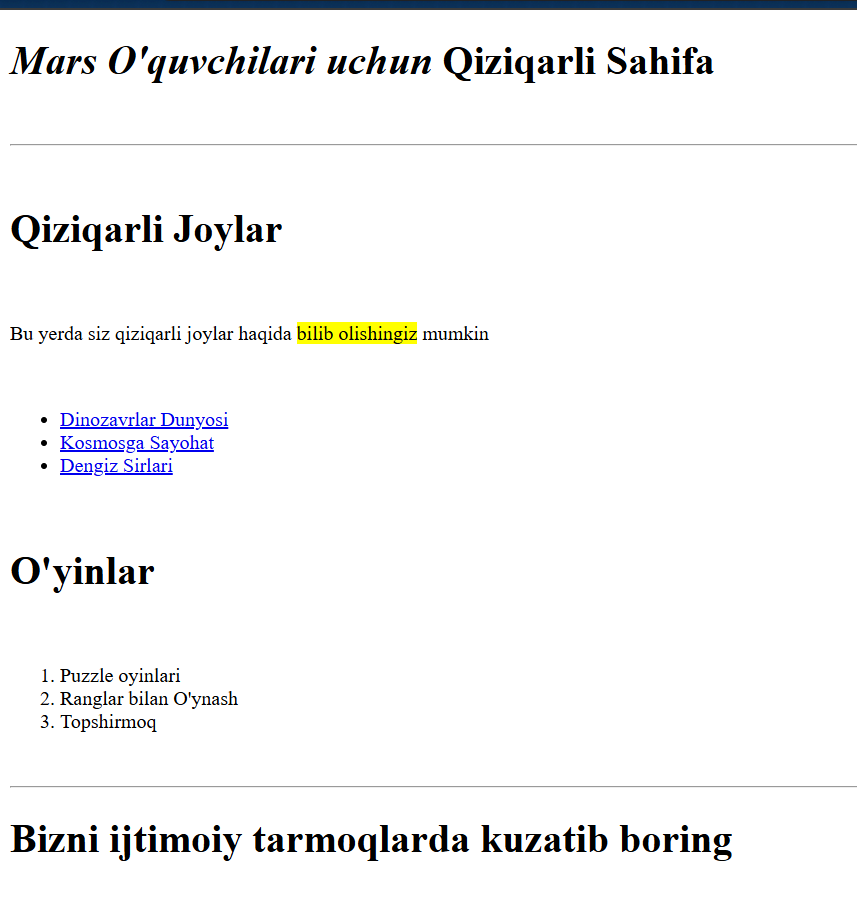 Mars O'quvchilari uchun Qiziqarli Sahifa
Qiziqarli Joylar
Bu yerda siz qiziqarli joylar haqida bilib olishingiz mumkin
Dinozavrlar Dunyosi
Kosmosga Sayohat
Dengiz Sirlari
O'yinlar
1. Puzzle oyinlari
2. Ranglar bilan O'ynash
3. Topshirmoq
Bizni ijtimoiy tarmoqlarda kuzatib boring